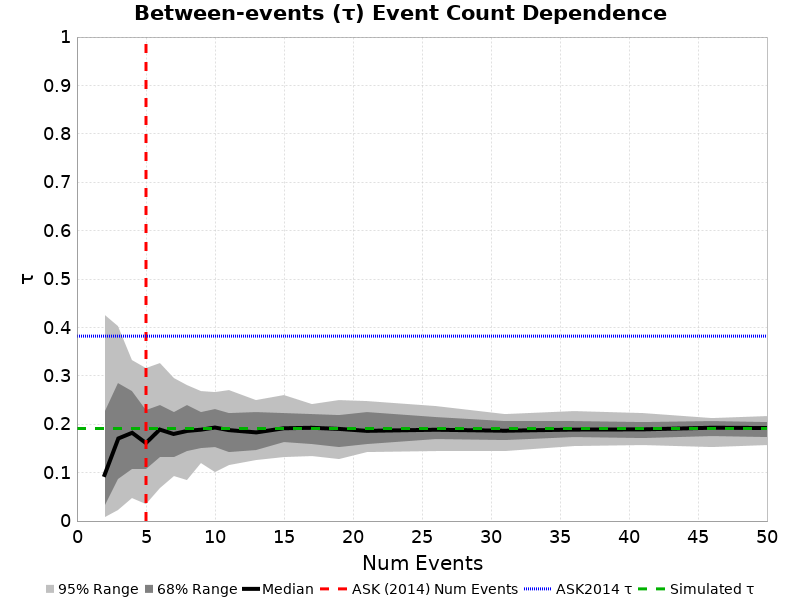 Between-events (τ) Event Count Dependence
1
0.9
0.8
0.7
0.6
0.5
0.4
0.3
0.2
0.1
0
τ
0 5 10 15 20 25 30 35 40 45 50
Num Events
95% Range 68% Range Median ASK (2014) Num Events ASK2014 τ Simulated τ